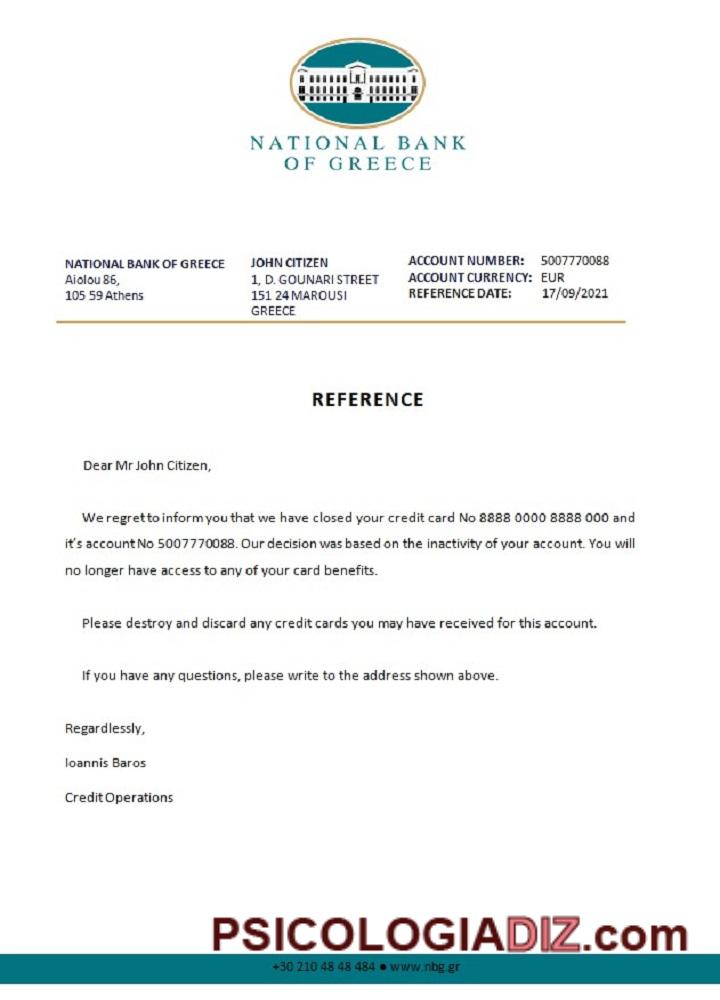 NATIONAL BANK
OF GREECE
NATIONAL BANK OF GREECE
Aiolou 86,
105 59 Athens
JOHN CITIZEN
1, D. GOUNARI STREET
151 24 MAROUSI
GREECE
ACCOUNT NUMBER: 5007770088
ACCOUNT CURRENCY: EUR
REFERENCE DATE: 17/09/2021
REFERENCE
Dear Mr John Citizen,
We regret to inform you that we have closed your credit card No 8888 0000 8888 000 and
it's account No 5007770088. Our decision was based on the inactivity of your account. You will
no longer have access to any of your card benefits.
Please destroy and discard any credit cards you may have received for this account.
If you have any questions, please write to the address shown above.
Regardlessly,
Ioannis Baros
Credit Operations
PSICOLOGIADIZ.com
+30 210 48 48 484 ● www.nbg.gr